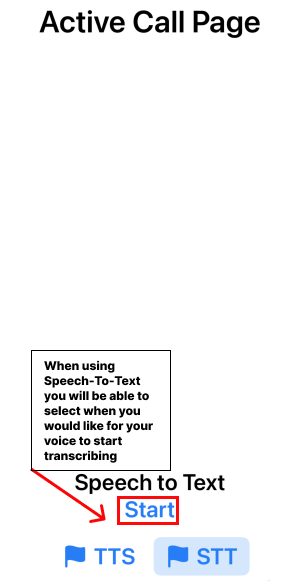 Active Call Page
When using
Speech-To-Text
you will be able to
select when you
would like for your
voice to start
transcribing
Speech to Text
Start
TTS STT